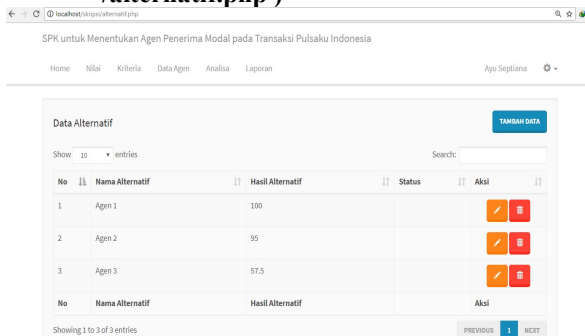 /alternatif.php )
localhost/skripsi/alternatif.php
SPK untuk Menentukan Agen Penerima Modal pada Transaksi Pulsaku Indonesia
Home Nilai Kriteria Data Agen Analisa Laporan Ayu Septiana
Data Alternatif TAMBAH DATA
Show 10 entries Search:
No Nama Alternatif Hasil Alternatif Status Aksi
1 Agen 1 100
2 Agen 2 95
3 Agen 3 57.5
No Nama Alternatif Hasil Alternatif Aksi
Showing 1 to 3 of 3 entries PREVIOUS 1 NEXT